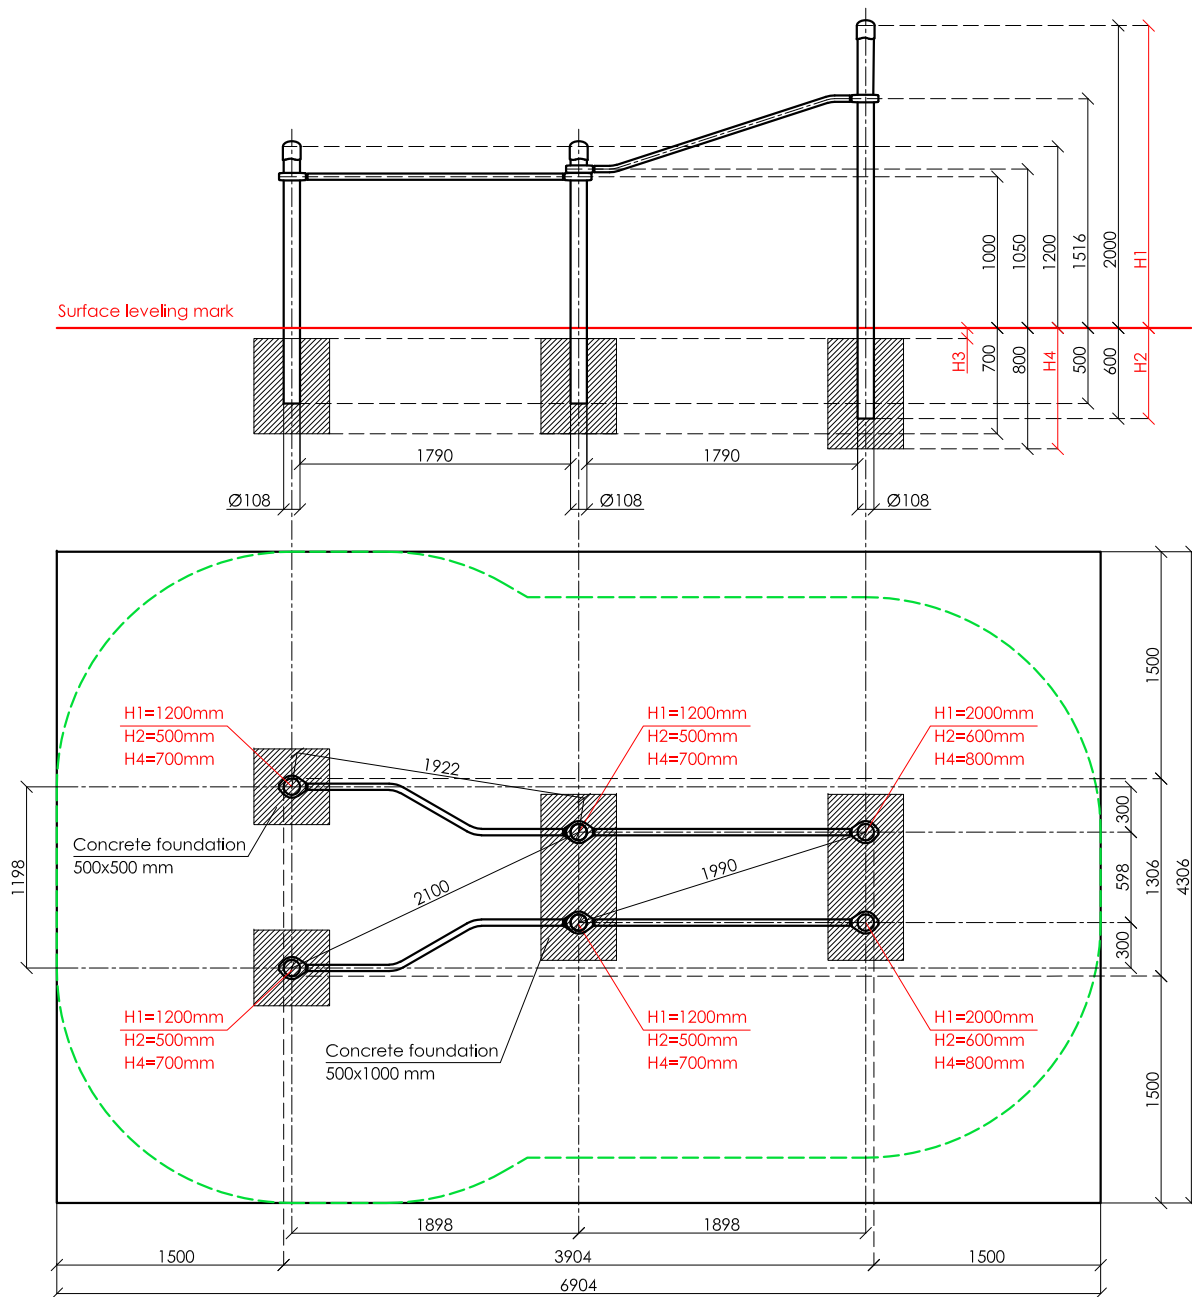 1000
1050
1200
1516
2000
H1
Surface leveling mark
H3
700
800
H4
500
600
H2
1790
1790
Ø108
Ø108
Ø108
1500
H1=1200mm
H2=500mm
H4=700mm
H1=1200mm
H2=500mm
H4=700mm
H1=2000mm
H2=600mm
H4=800mm
1922
300
Concrete foundation
500x500 mm
1198
2100
1990
598
1306
4306
300
H1=1200mm
H2=500mm
H4=700mm
Concrete foundation
500x1000 mm
H1=1200mm
H2=500mm
H4=700mm
H1=2000mm
H2=600mm
H4=800mm
1500
1898
1898
1500
3904
1500
6904